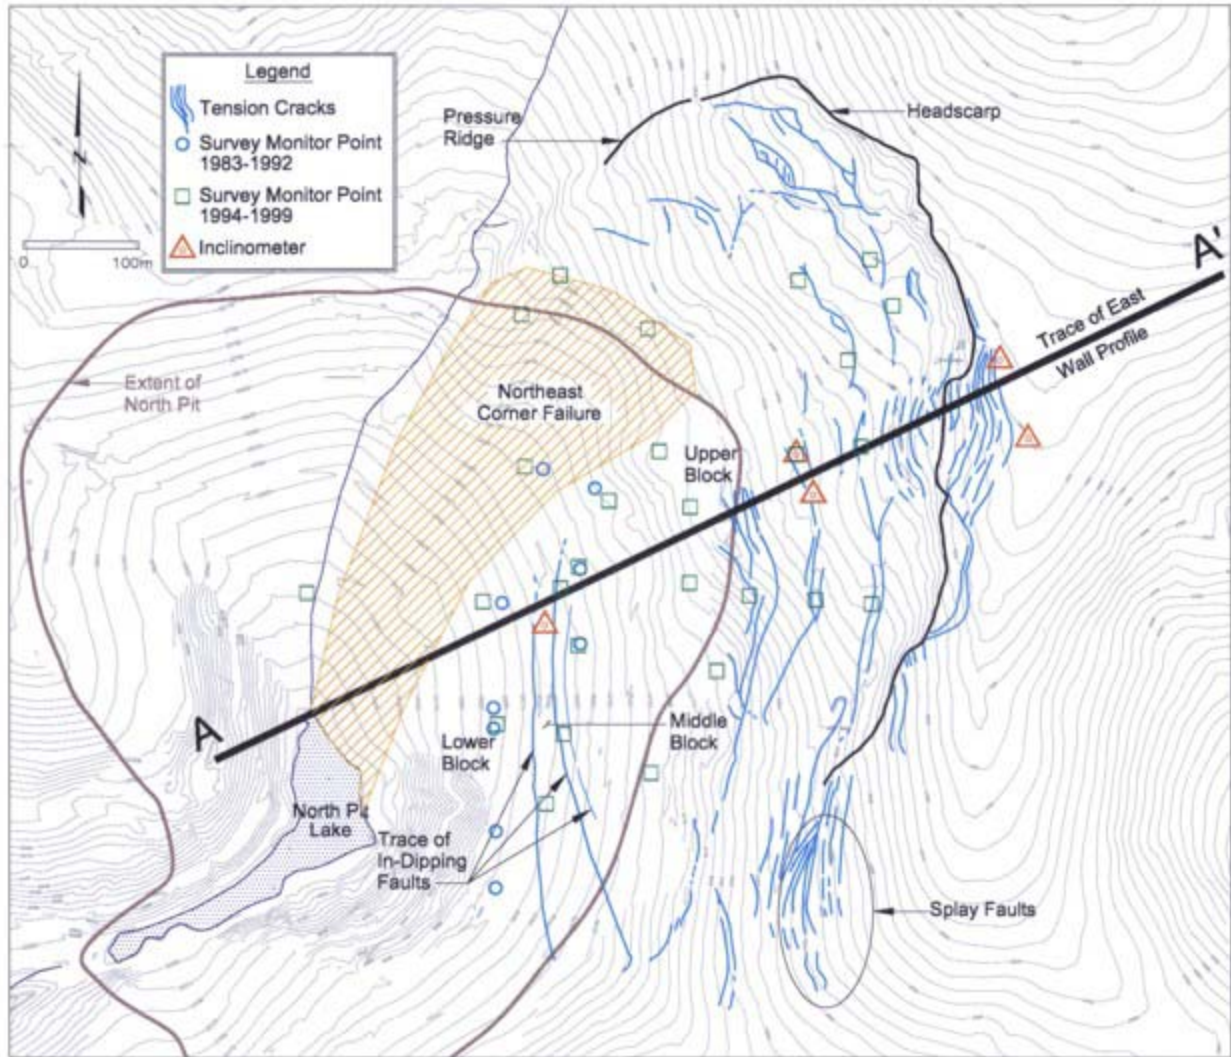 Legend
Tension Cracks
Survey Monitor Point
1983-1992
Survey Monitor Point
1994-1999
Inclinometer
N
0 100m
Pressure
Ridge
Headscarp
A'
Trace of East
Wall Profile
Extent of
North Pit
Northeast
Corner Failure
Upper
Block
A
Lower
Block
Middle
Block
North Pit
Lake
Trace of
In-Dipping
Faults
Splay Faults